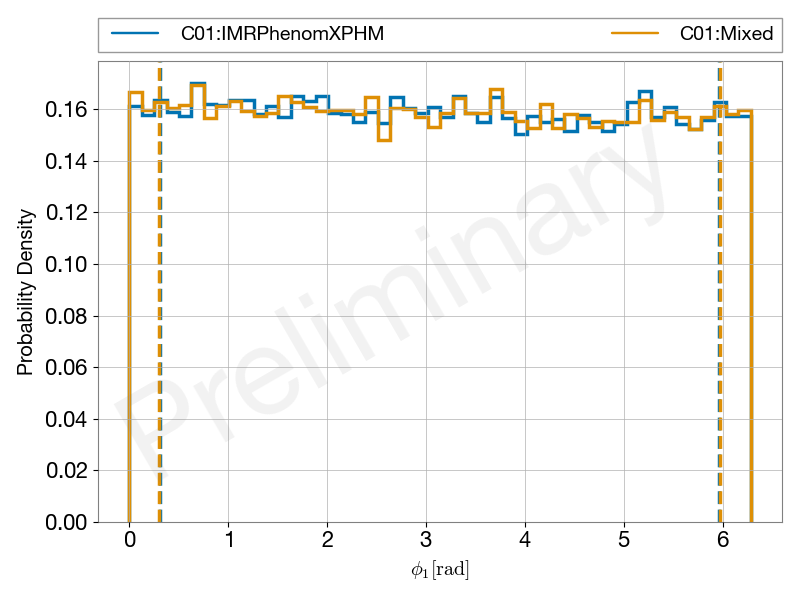 C01:IMRPhenomXPHM C01:Mixed
Probability Density
0.16
0.14
0.12
0.10
0.08
0.06
0.04
0.02
0.00
Preliminary
0 1 2 3 4 5 6
ϕ₁[rad]